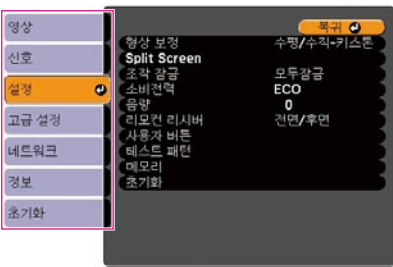 영상
신호
설정
고급 설정
네트워크
정보
초기화
복귀
형상 보정 수평/수직-키스톤
Split Screen
조작 잠금 모두잠금
소비전력 ECO
음량 0
리모컨 리시버 전면/후면
사용자 버튼
테스트 패턴
메모리
초기화